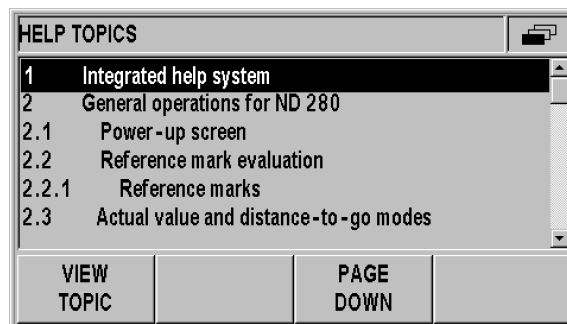 HELP TOPICS
1 Integrated help system
2 General operations for ND 280
2.1 Power-up screen
2.2 Reference mark evaluation
2.2.1 Reference marks
2.3 Actual value and distance-to-go modes
VIEW TOPIC
PAGE DOWN